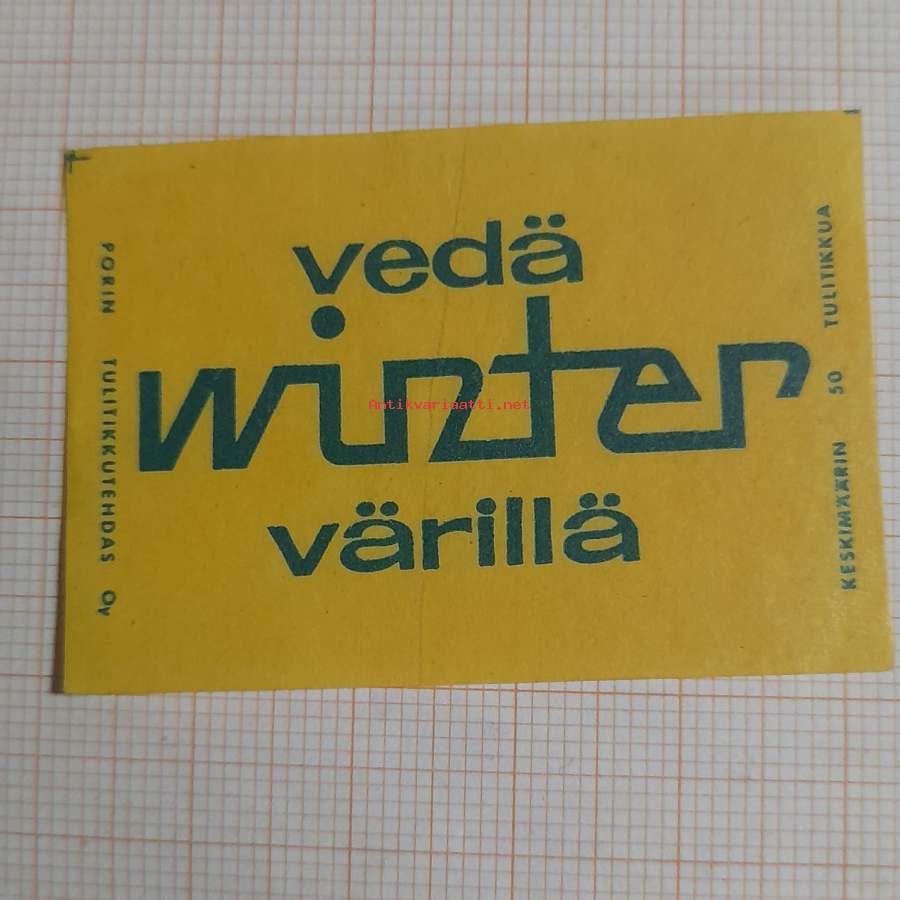 vedä
winter
värillä
PORIN TULITIKKUTEHDAS Oy
KESKIMÄÄRIN 50 TULITIKKUA
Antikvariaatti.net